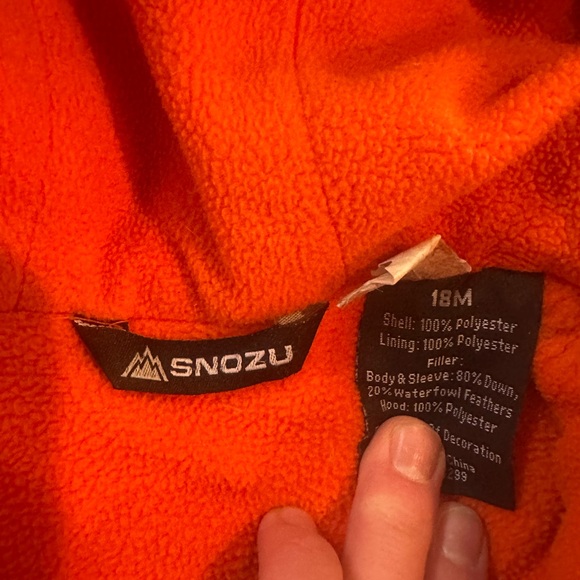 SNOZU
18M
Shell: 100% Polyester
Lining: 100% Polyester
Filler:
Body & Sleeve: 80% Down,
20% Waterfowl Feathers
Hood: 100% Polyester
Decoration
China
299